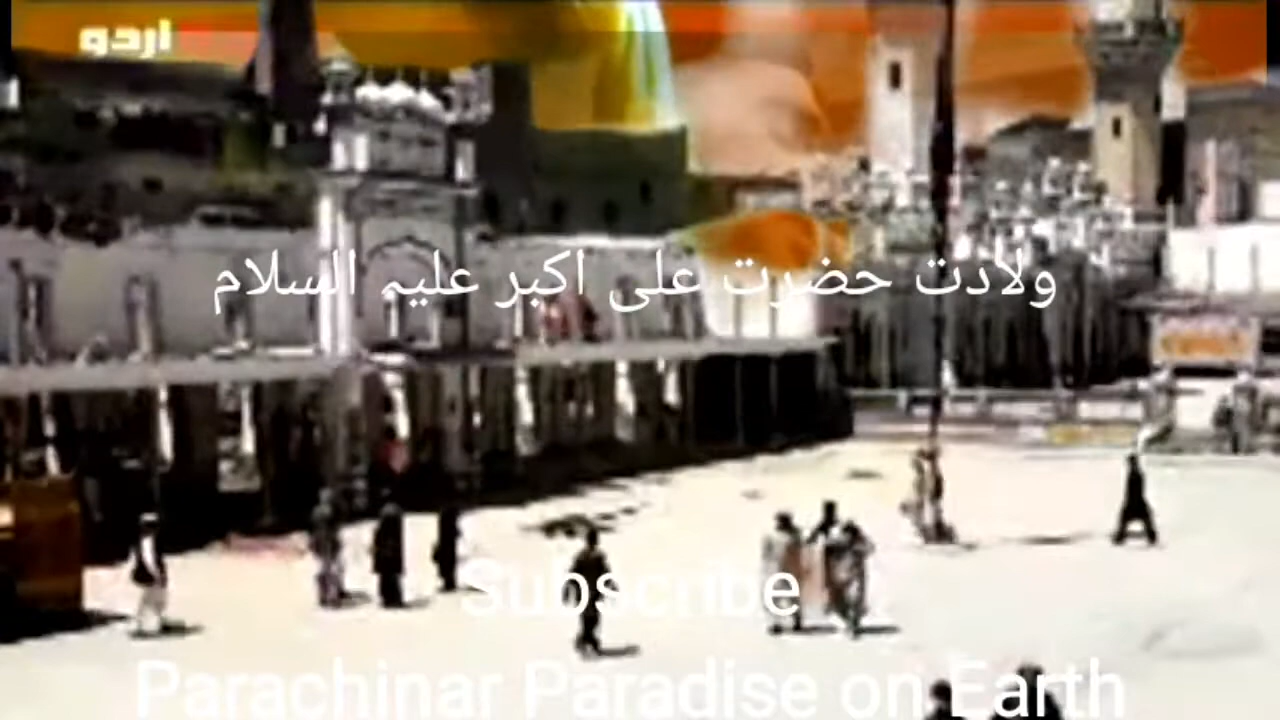 اردو
ولادت حضرت علی اکبر علیہ السلام
Subscribe
Parachinar Paradise on Earth